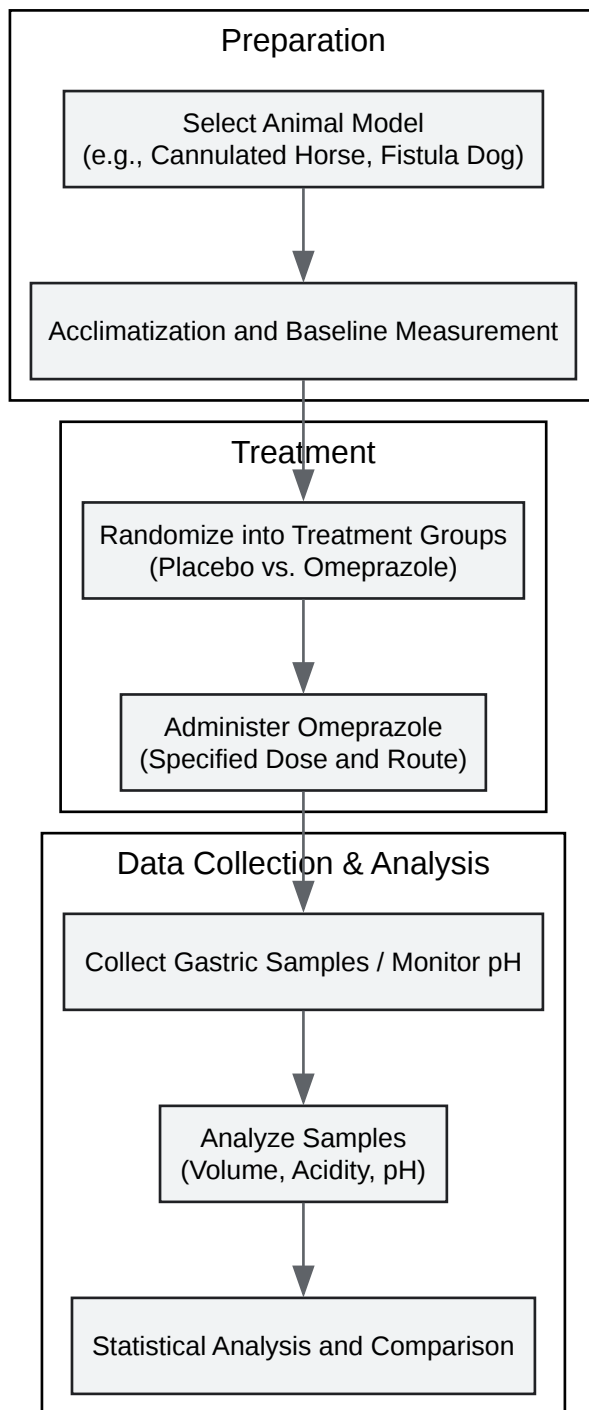 Preparation
Select Animal Model
(e.g., Cannulated Horse, Fistula Dog)
Acclimatization and Baseline Measurement
Treatment
Randomize into Treatment Groups
(Placebo vs. Omeprazole)
Administer Omeprazole
(Specified Dose and Route)
Data Collection & Analysis
Collect Gastric Samples / Monitor pH
Analyze Samples
(Volume, Acidity, pH)
Statistical Analysis and Comparison